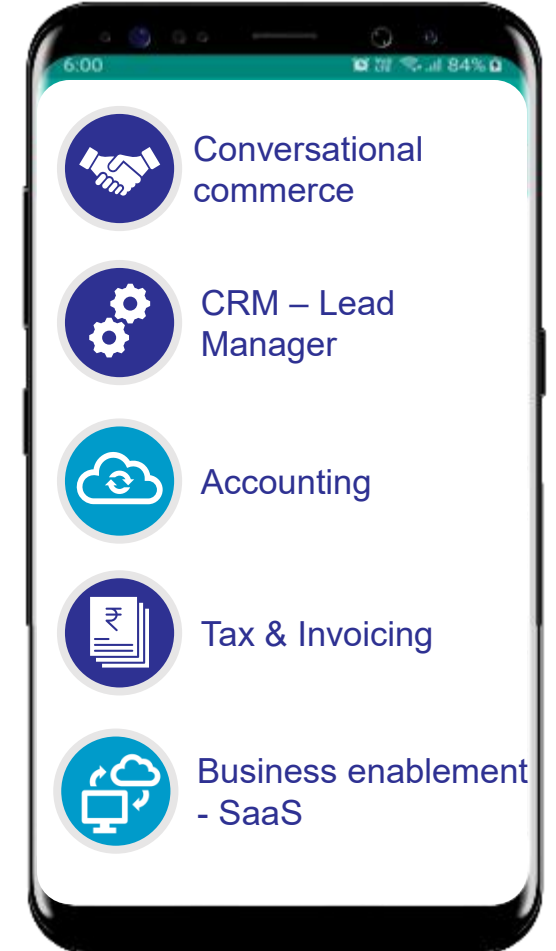 6:00 84%
Conversational
commerce
CRM – Lead
Manager
Accounting
₹
Tax & Invoicing
Business enablement
- SaaS